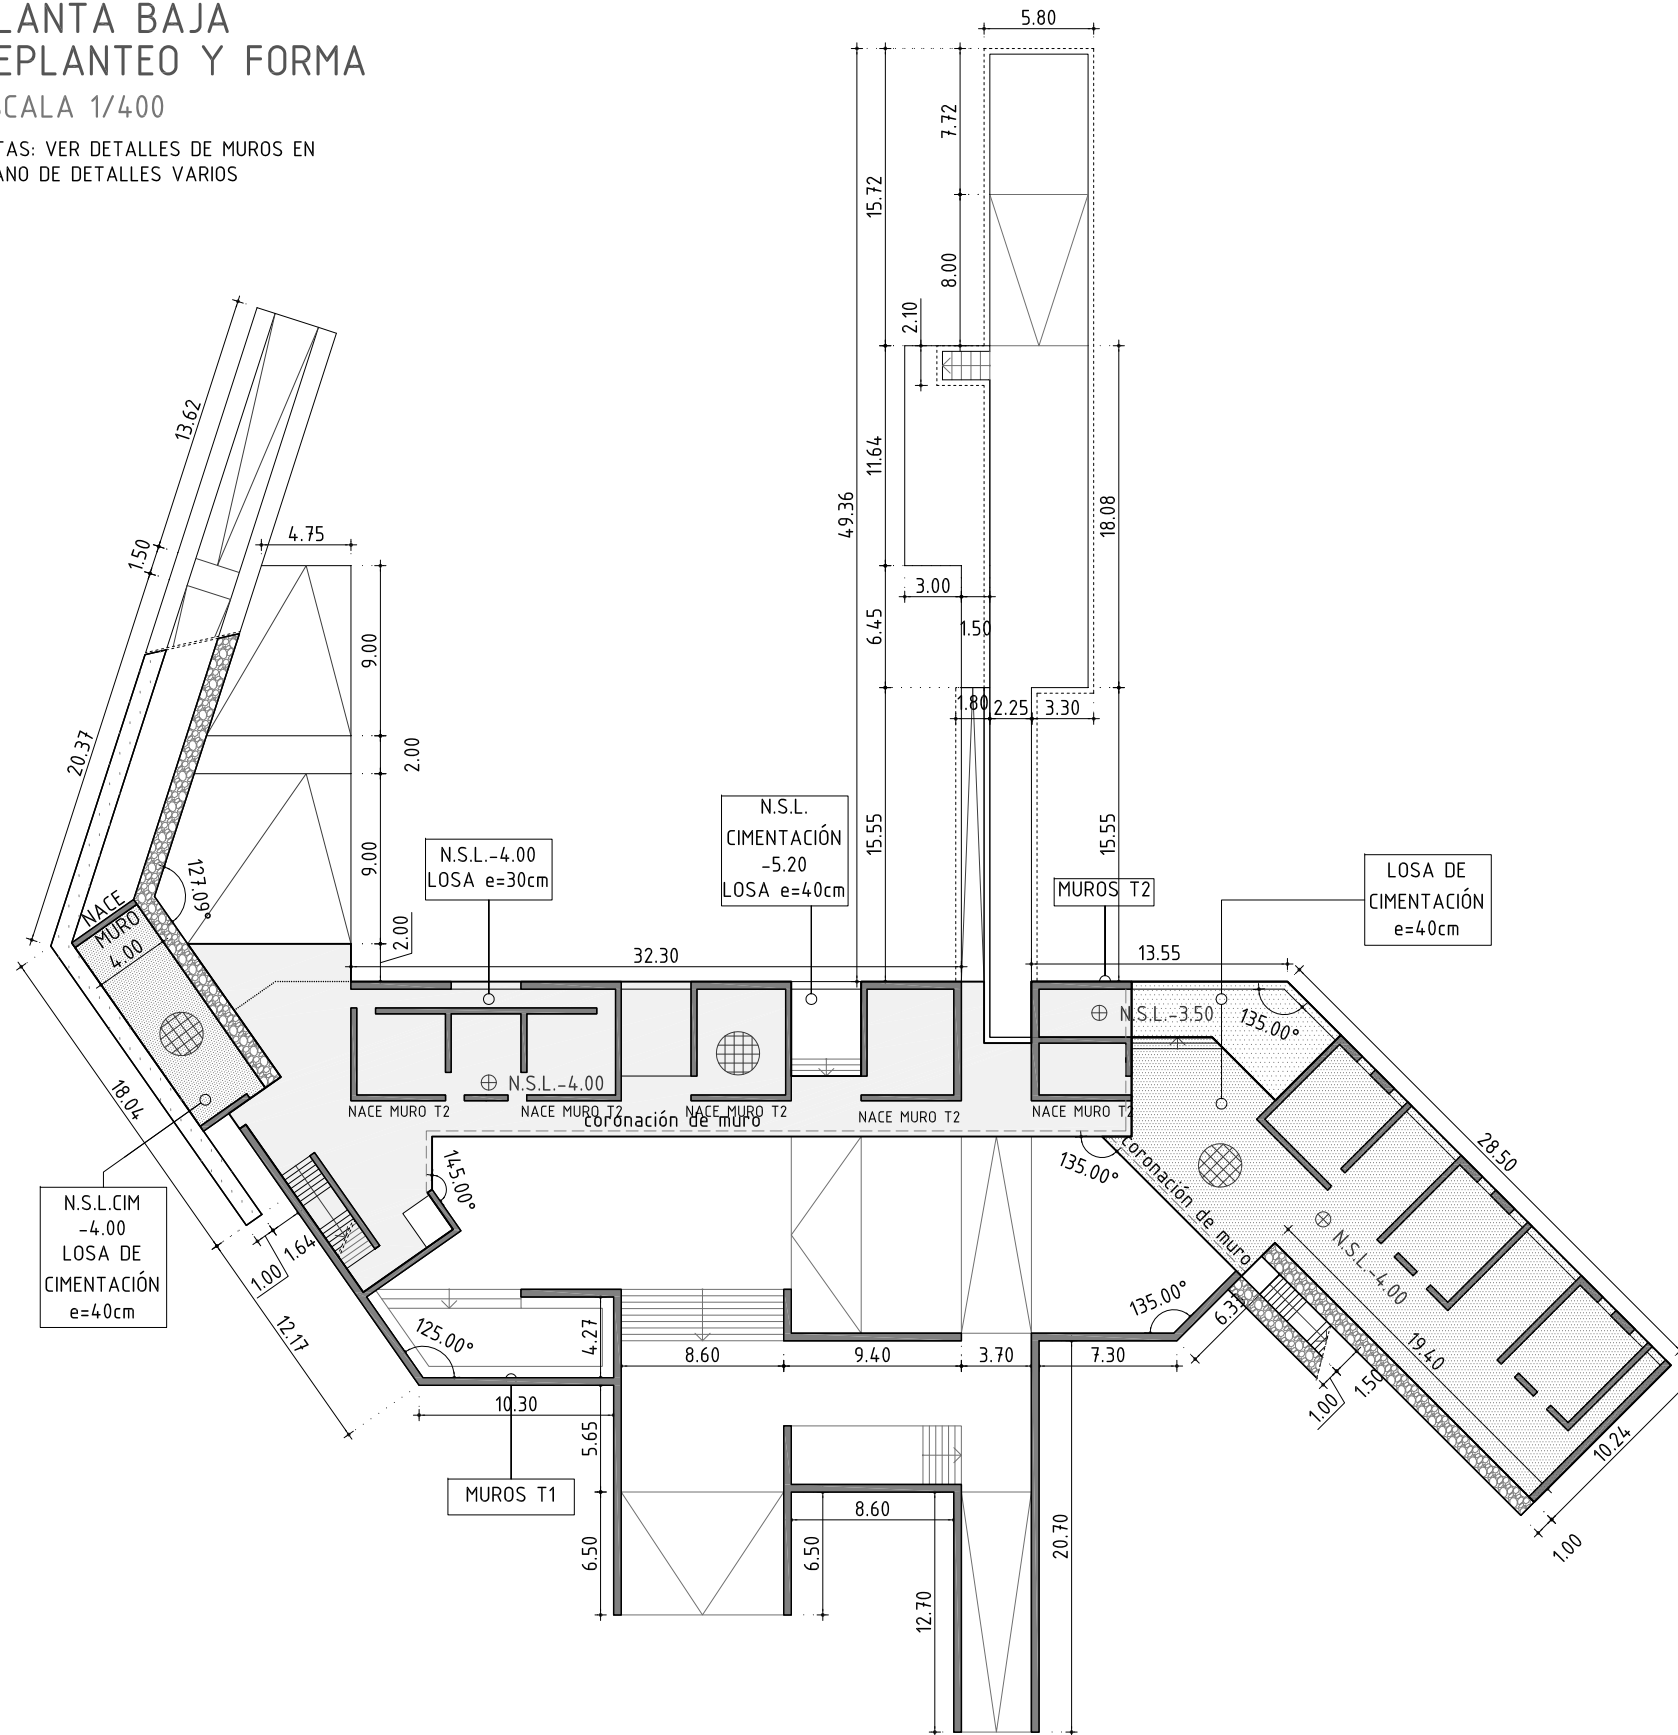 LANTA BAJA
EPLANTEO Y FORMA
SCALA 1/400
TAS: VER DETALLES DE MUROS EN
ANO DE DETALLES VARIOS
5.80
7.72
15.72
8.00
2.10
13.62
11.64
49.36
18.08
1.50
4.75
3.00
6.45
1.50
9.00
1.80
2.25
3.30
20.37
2.00
N.S.L.
CIMENTACIÓN
-5.20
LOSA e=40cm
15.55
15.55
N.S.L.-4.00
LOSA e=30cm
9.00
127.09°
MUROS T2
LOSA DE
CIMENTACIÓN
e=40cm
NACE
MURO
4.00
2.00
32.30
13.55
N.S.L.-3.50
135.00°
18.04
N.S.L.-4.00
NACE MURO T2
NACE MURO T2
NACE MURO T2
NACE MURO T2
NACE MURO T2
coronación de muro
145.00°
135.00°
coronación de muro
28.50
N.S.L.CIM
-4.00
LOSA DE
CIMENTACIÓN
e=40cm
1.64
1.00
N.S.L.-4.00
135.00°
6.37
12.17
125.00°
4.27
8.60
9.40
3.70
7.30
19.40
1.50
1.00
10.30
5.65
10.24
MUROS T1
8.60
6.50
6.50
20.70
1.00
12.70